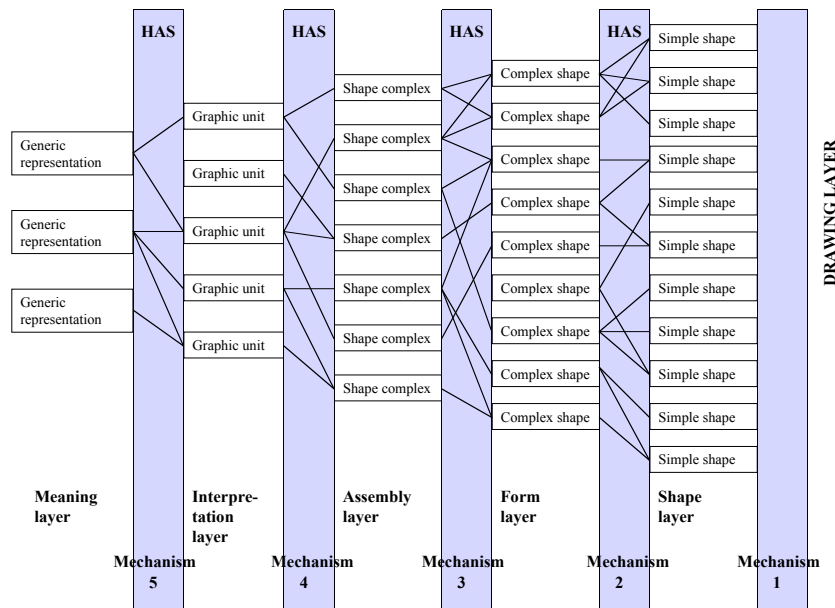 HAS
HAS
HAS
HAS
Generic
representation
Generic
representation
Generic
representation
Graphic unit
Graphic unit
Graphic unit
Graphic unit
Graphic unit
Shape complex
Shape complex
Shape complex
Shape complex
Shape complex
Shape complex
Shape complex
Complex shape
Complex shape
Complex shape
Complex shape
Complex shape
Complex shape
Complex shape
Complex shape
Complex shape
Simple shape
Simple shape
Simple shape
Simple shape
Simple shape
Simple shape
Simple shape
Simple shape
Simple shape
Simple shape
Simple shape
DRAWING LAYER
Meaning
layer
Interpre-
tation
layer
Assembly
layer
Form
layer
Shape
layer
Mechanism
5
Mechanism
4
Mechanism
3
Mechanism
2
Mechanism
1